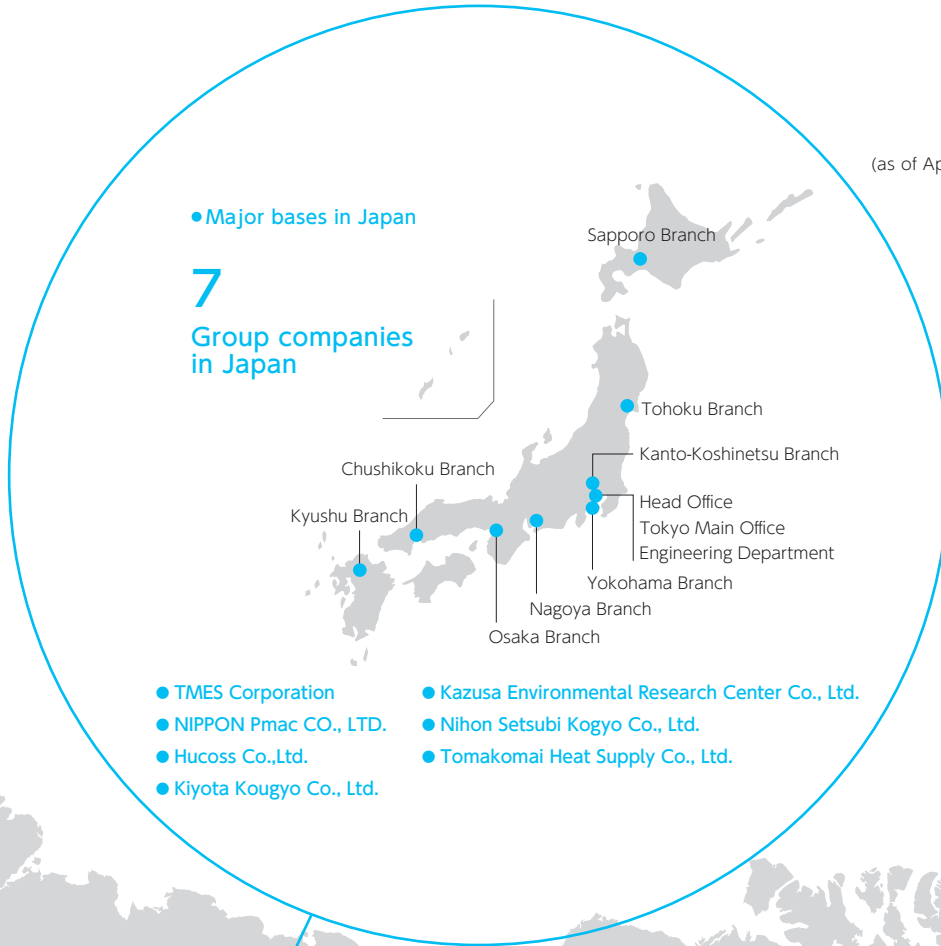 (as of Ap
● Major bases in Japan
7
Group companies
in Japan
Sapporo Branch
Tohoku Branch
Kanto-Koshinetsu Branch
Chushikoku Branch
Head Office
Kyushu Branch
Tokyo Main Office
Engineering Department
Yokohama Branch
Nagoya Branch
Osaka Branch
● TMES Corporation
● NIPPON Pmac CO., LTD.
● Hucoss Co.,Ltd.
● Kiyota Kougyo Co., Ltd.
● Kazusa Environmental Research Center Co., Ltd.
● Nihon Setsubi Kogyo Co., Ltd.
● Tomakomai Heat Supply Co., Ltd.